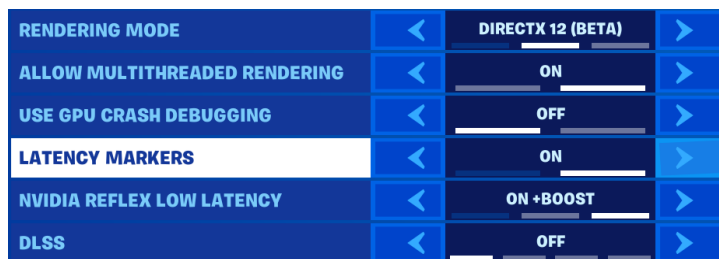 RENDERING MODE
DIRECTX 12 (BETA)
ALLOW MULTITHREADED RENDERING
ON
USE GPU CRASH DEBUGGING
OFF
LATENCY MARKERS
ON
NVIDIA REFLEX LOW LATENCY
ON +BOOST
DLSS
OFF